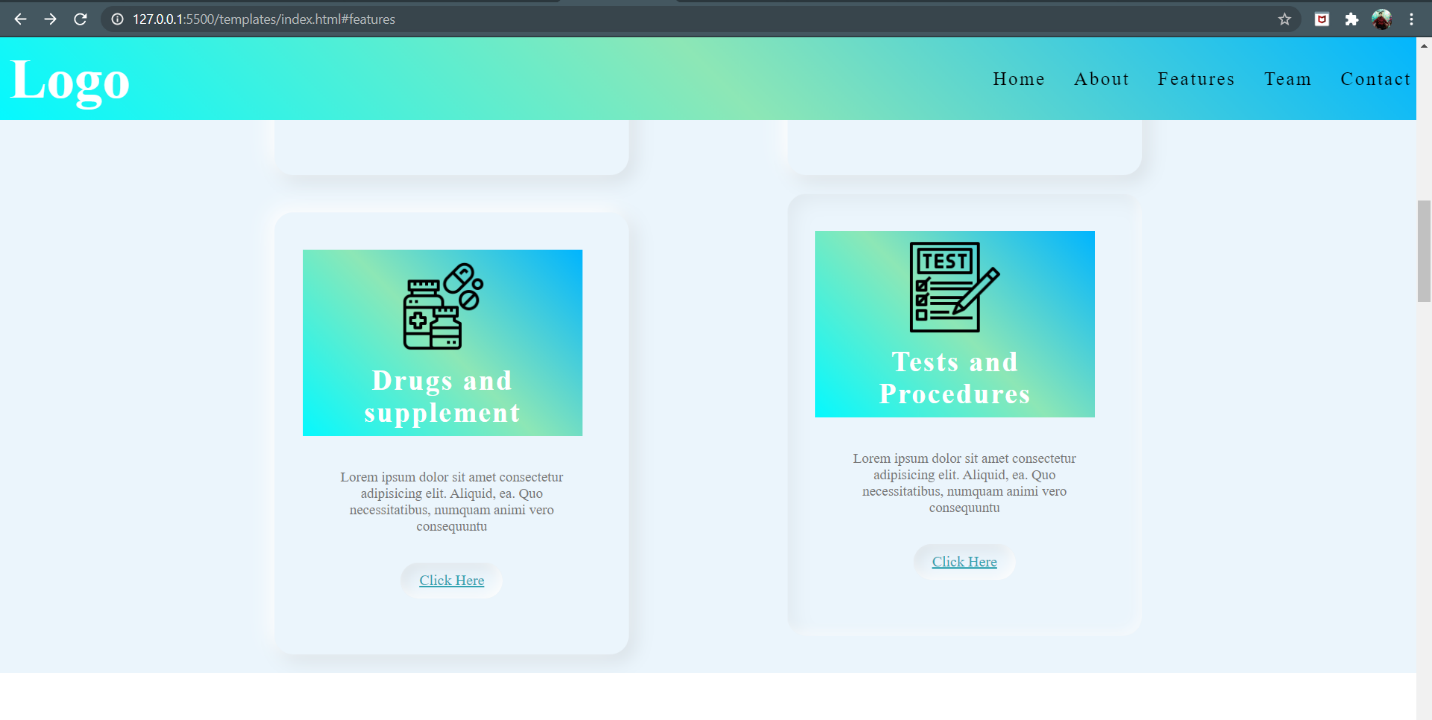 127.0.0.1:5500/templates/index.html#features
Logo
Home About Features Team Contact
Drugs and
supplement
Lorem ipsum dolor sit amet consectetur
adipisicing elit. Aliquid, ea. Quo
necessitatibus, numquam animi vero
consequuntu
Click Here
TEST
Tests and
Procedures
Lorem ipsum dolor sit amet consectetur
adipisicing elit. Aliquid, ea. Quo
necessitatibus, numquam animi vero
consequuntu
Click Here